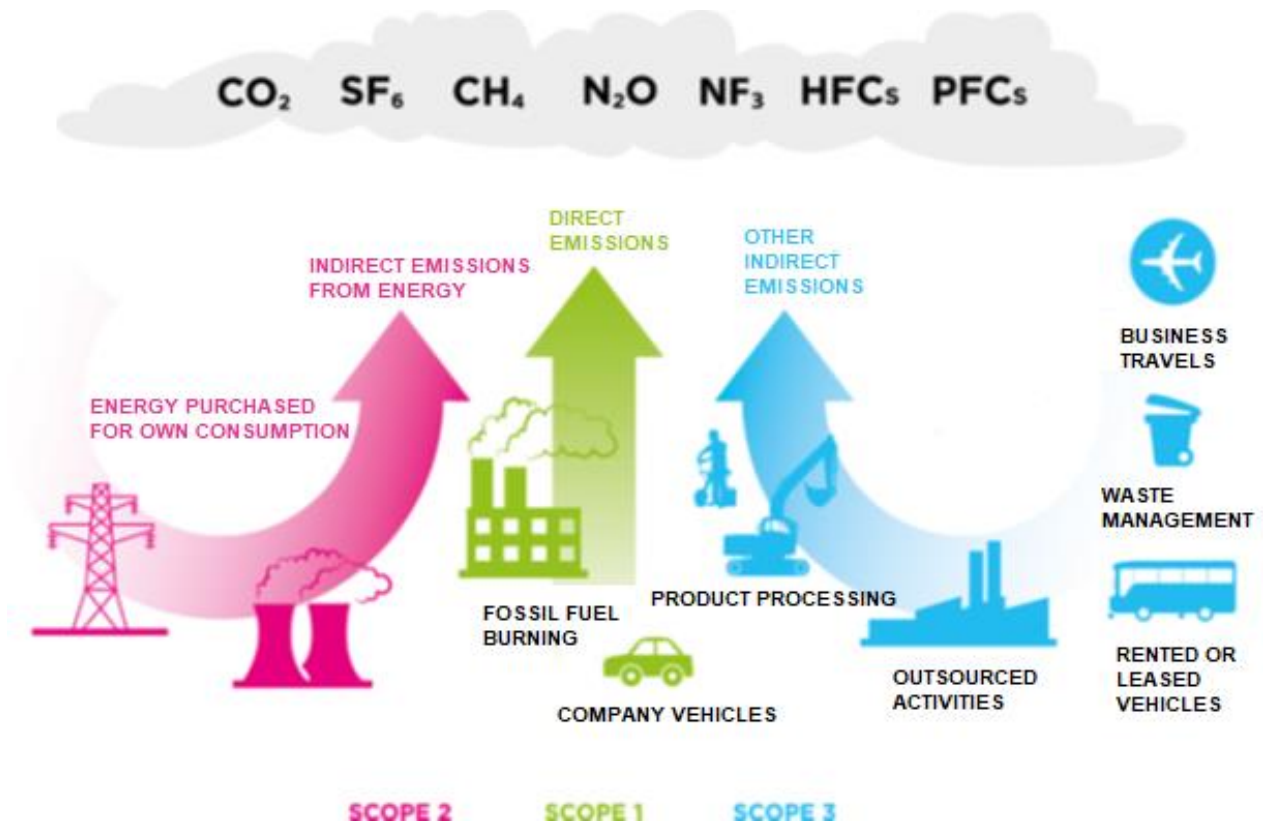 CO₂ SF₆ CH₄ N₂O NF₃ HFCs PFCs
DIRECT
EMISSIONS
OTHER
INDIRECT
EMISSIONS
INDIRECT EMISSIONS
FROM ENERGY
BUSINESS
TRAVELS
ENERGY PURCHASED
FOR OWN CONSUMPTION
WASTE
MANAGEMENT
FOSSIL FUEL
BURNING
PRODUCT PROCESSING
COMPANY VEHICLES
OUTSOURCED
ACTIVITIES
RENTED OR
LEASED
VEHICLES
SCOPE 2 SCOPE 1 SCOPE 3